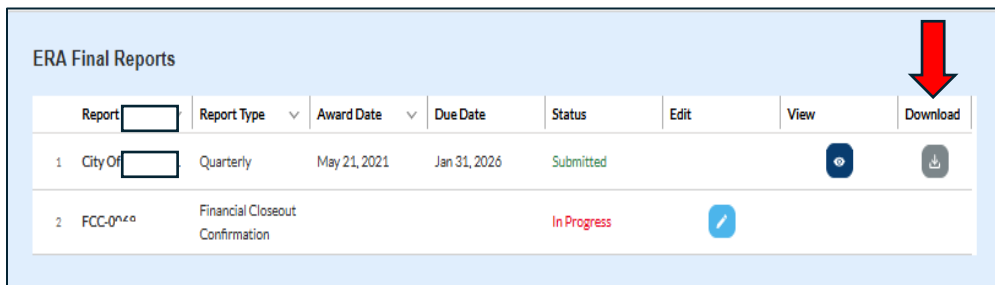 ERA Final Reports
Report Report Type Award Date Due Date Status Edit View Download
1 City Of Quarterly May 21, 2021 Jan 31, 2026 Submitted
2 Financial Closeout Confirmation In Progress